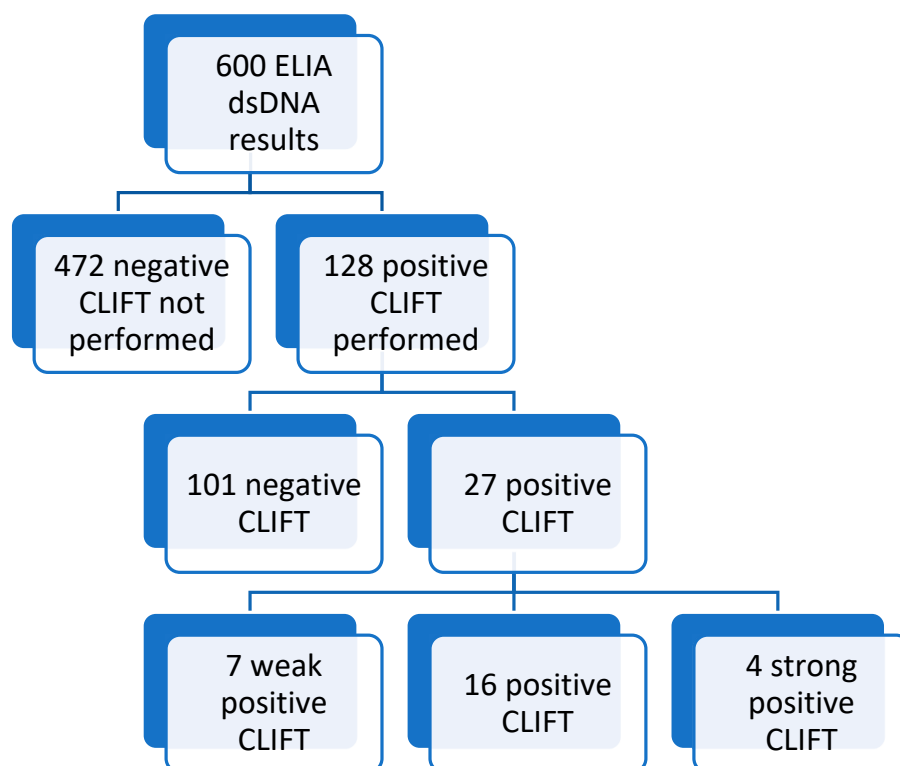 600 ELIA
dsDNA
results
472 negative
CLIFT not
performed
128 positive
CLIFT
performed
101 negative
CLIFT
27 positive
CLIFT
7 weak
positive
CLIFT
16 positive
CLIFT
4 strong
positive
CLIFT